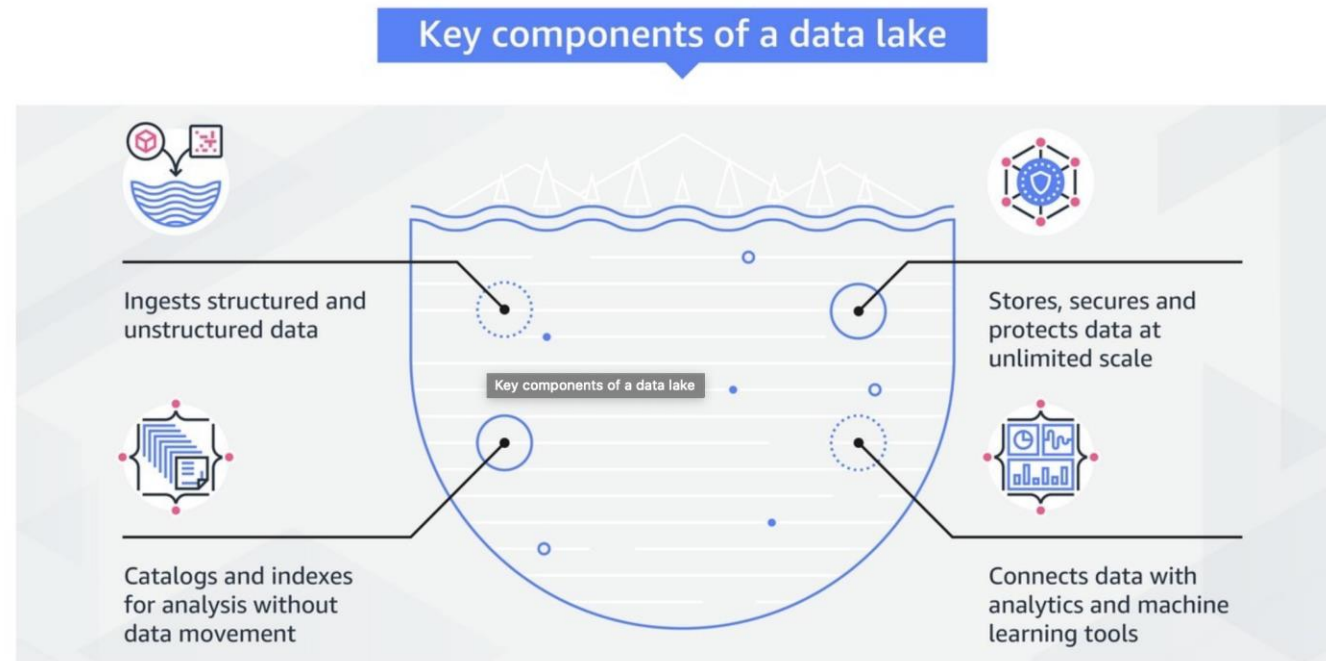 Key components of a data lake
Ingests structured and
unstructured data
Stores, secures and
protects data at
unlimited scale
Key components of a data lake
Catalogs and indexes
for analysis without
data movement
Connects data with
analytics and machine
learning tools